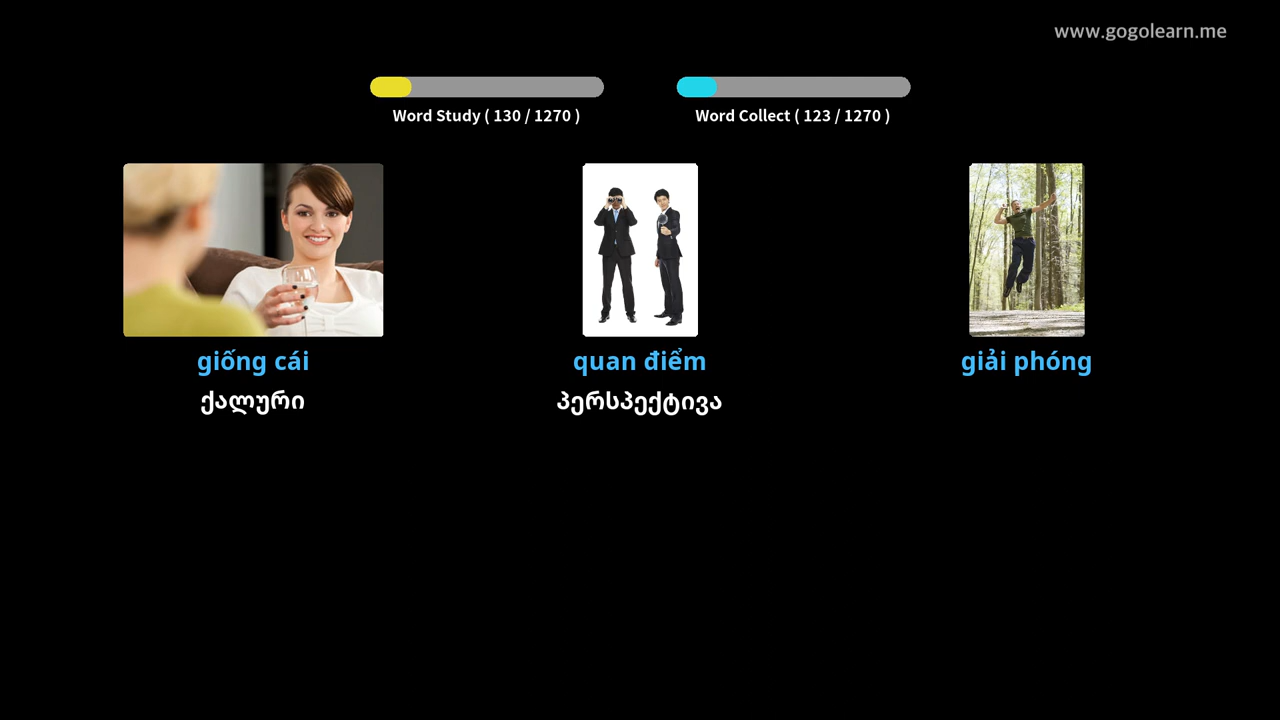 www.gogolearn.me
Word Study ( 130 / 1270 )
Word Collect ( 123 / 1270 )
giống cái
ქალური
quan điểm
პერსპექტივა
giải phóng